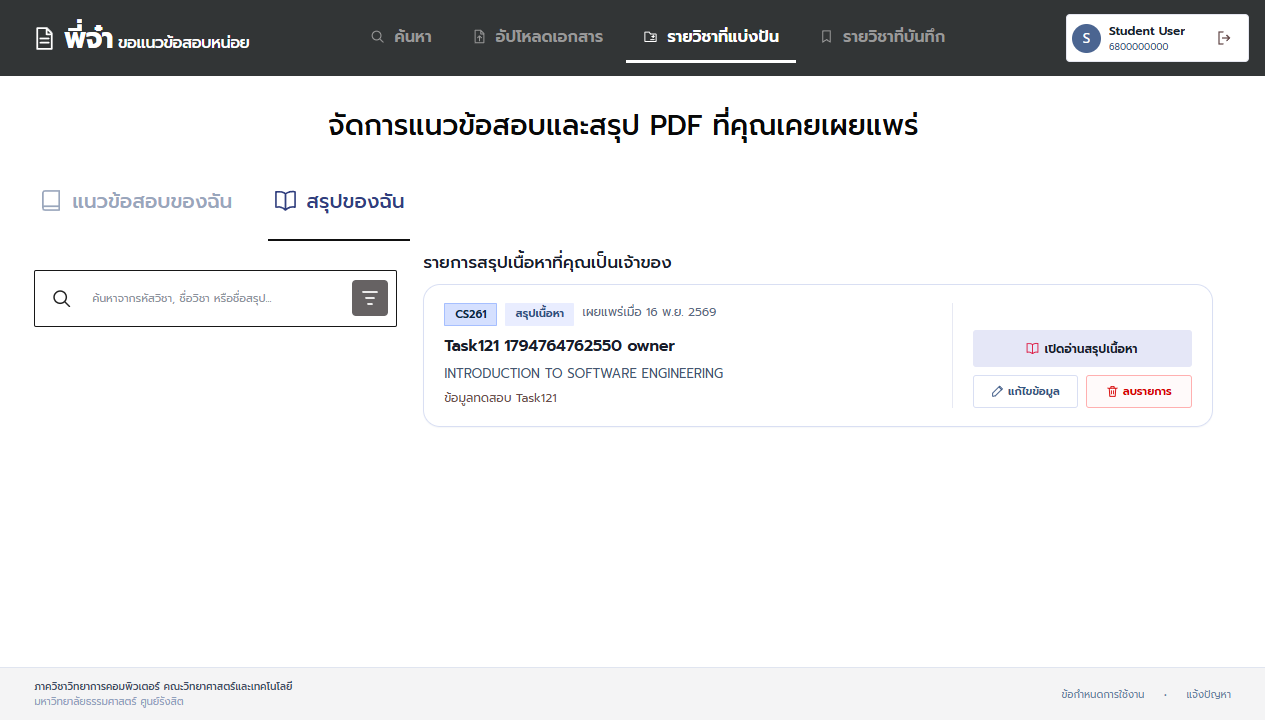 พี่จ๋า ขอแนวข้อสอบหน่อย
ค้นหา
อัปโหลดเอกสาร
รายวิชาที่แบ่งปัน
รายวิชาที่บันทึก
S
Student User
6800000000
จัดการแนวข้อสอบและสรุป PDF ที่คุณเคยเผยแพร่
แนวข้อสอบของฉัน
สรุปของฉัน
ค้นหาจากรหัสวิชา, ชื่อวิชา หรือชื่อสรุป...
รายการสรุปเนื้อหาที่คุณเป็นเจ้าของ
CS261 สรุปเนื้อหา เผยแพร่เมื่อ 16 พ.ย. 2569
Task121 1794764762550 owner
INTRODUCTION TO SOFTWARE ENGINEERING
ข้อมูลทดสอบ Task121
เปิดอ่านสรุปเนื้อหา
แก้ไขข้อมูล
ลบรายการ
ภาควิชาวิทยาการคอมพิวเตอร์ คณะวิทยาศาสตร์และเทคโนโลยี
มหาวิทยาลัยธรรมศาสตร์ ศูนย์รังสิต
ข้อกำหนดการใช้งาน · แจ้งปัญหา